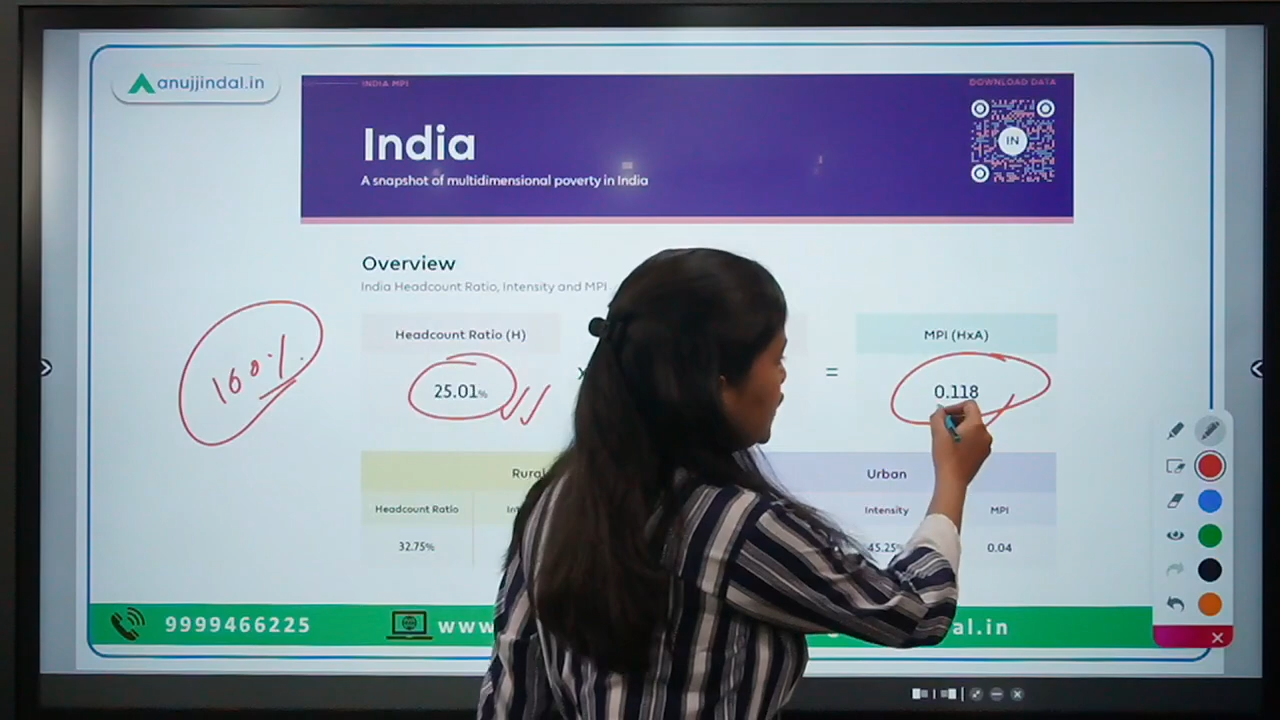 anujjindal.in
INDIA MPI
DOWNLOAD DATA
India
IN
A snapshot of multidimensional poverty in India
Overview
India Headcount Ratio, Intensity and MPI
Headcount Ratio (H)
MPI (HxA)
100%
25.01%
=
0.118
Rural
Urban
Headcount Ratio
Intensity
MPI
32.75%
45.25%
0.04
9999466225
www
al.in